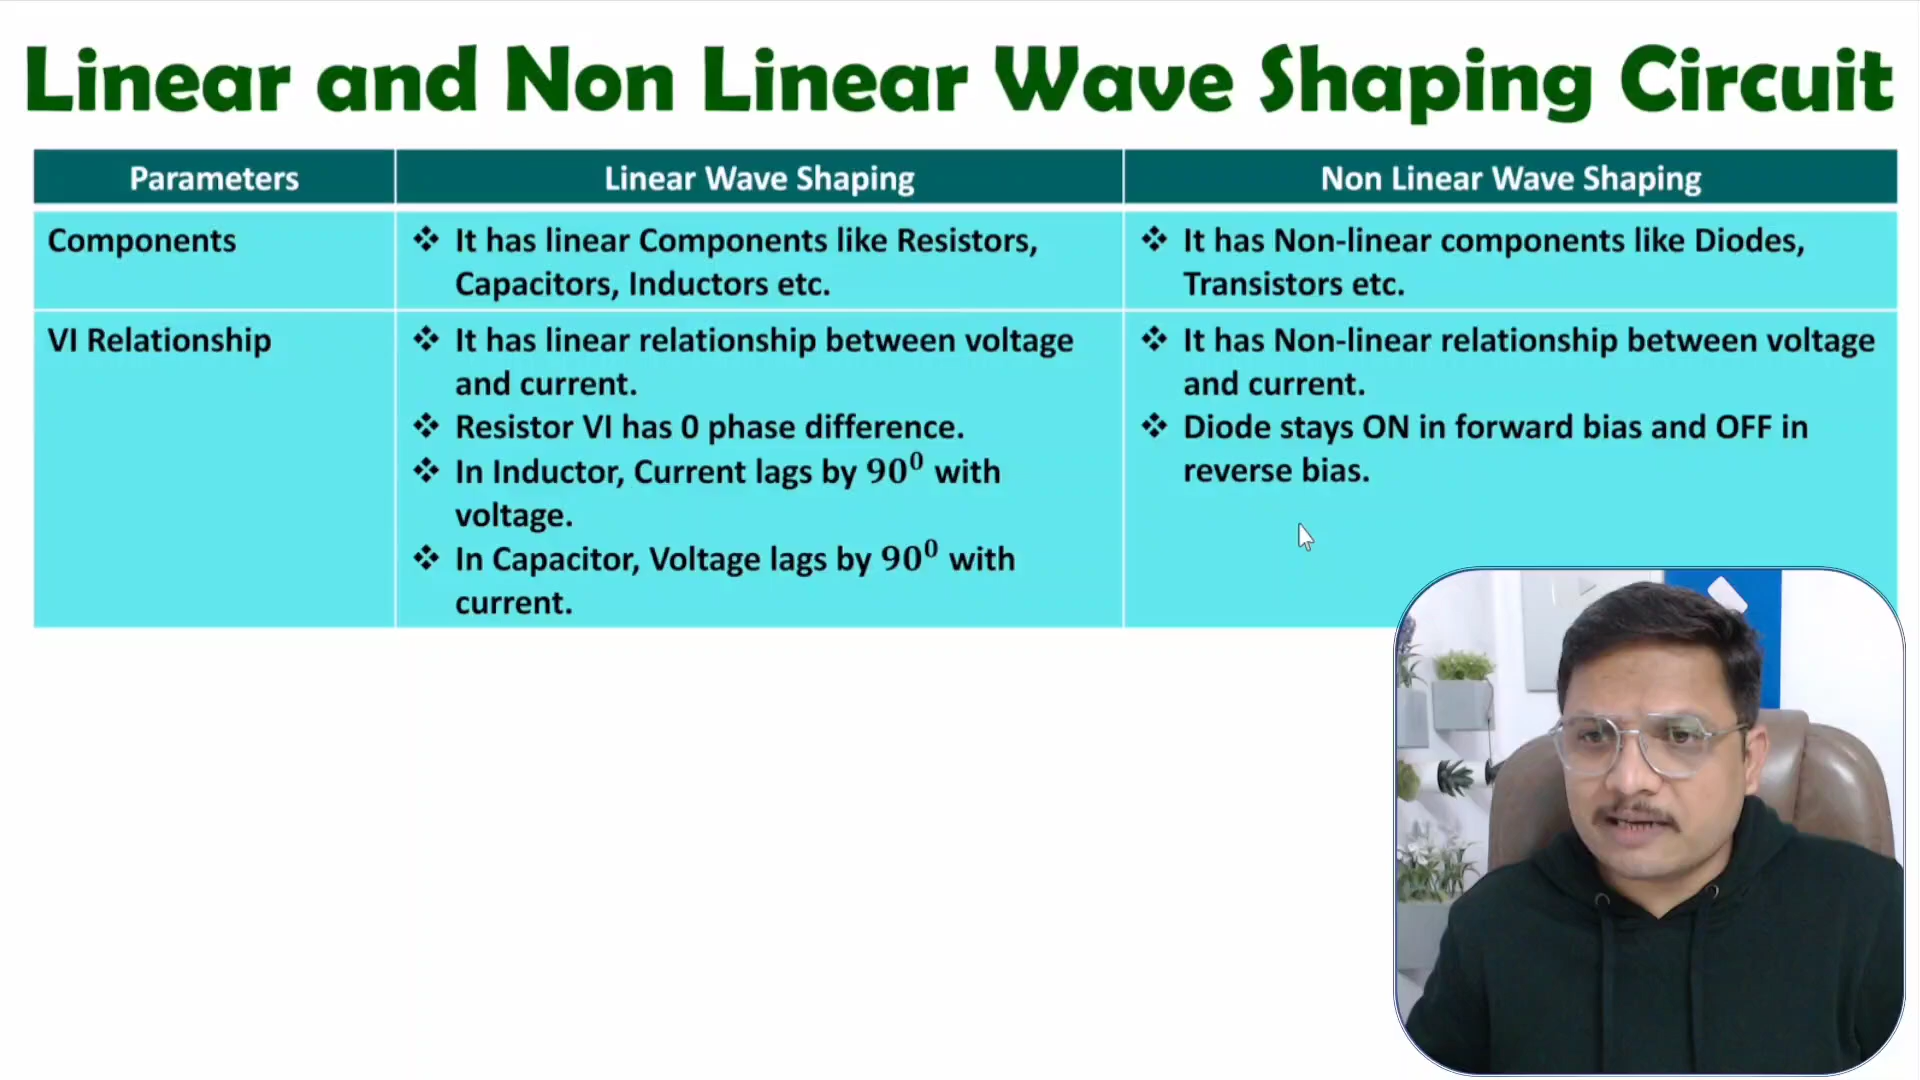 Linear and Non Linear Wave Shaping Circuit
Parameters
Linear Wave Shaping
Non Linear Wave Shaping
Components
❖ It has linear Components like Resistors,
Capacitors, Inductors etc.
❖ It has Non-linear components like Diodes,
Transistors etc.
VI Relationship
❖ It has linear relationship between voltage
and current.
❖ Resistor VI has 0 phase difference.
❖ In Inductor, Current lags by 90⁰ with
voltage.
❖ In Capacitor, Voltage lags by 90⁰ with
current.
❖ It has Non-linear relationship between voltage
and current.
❖ Diode stays ON in forward bias and OFF in
reverse bias.